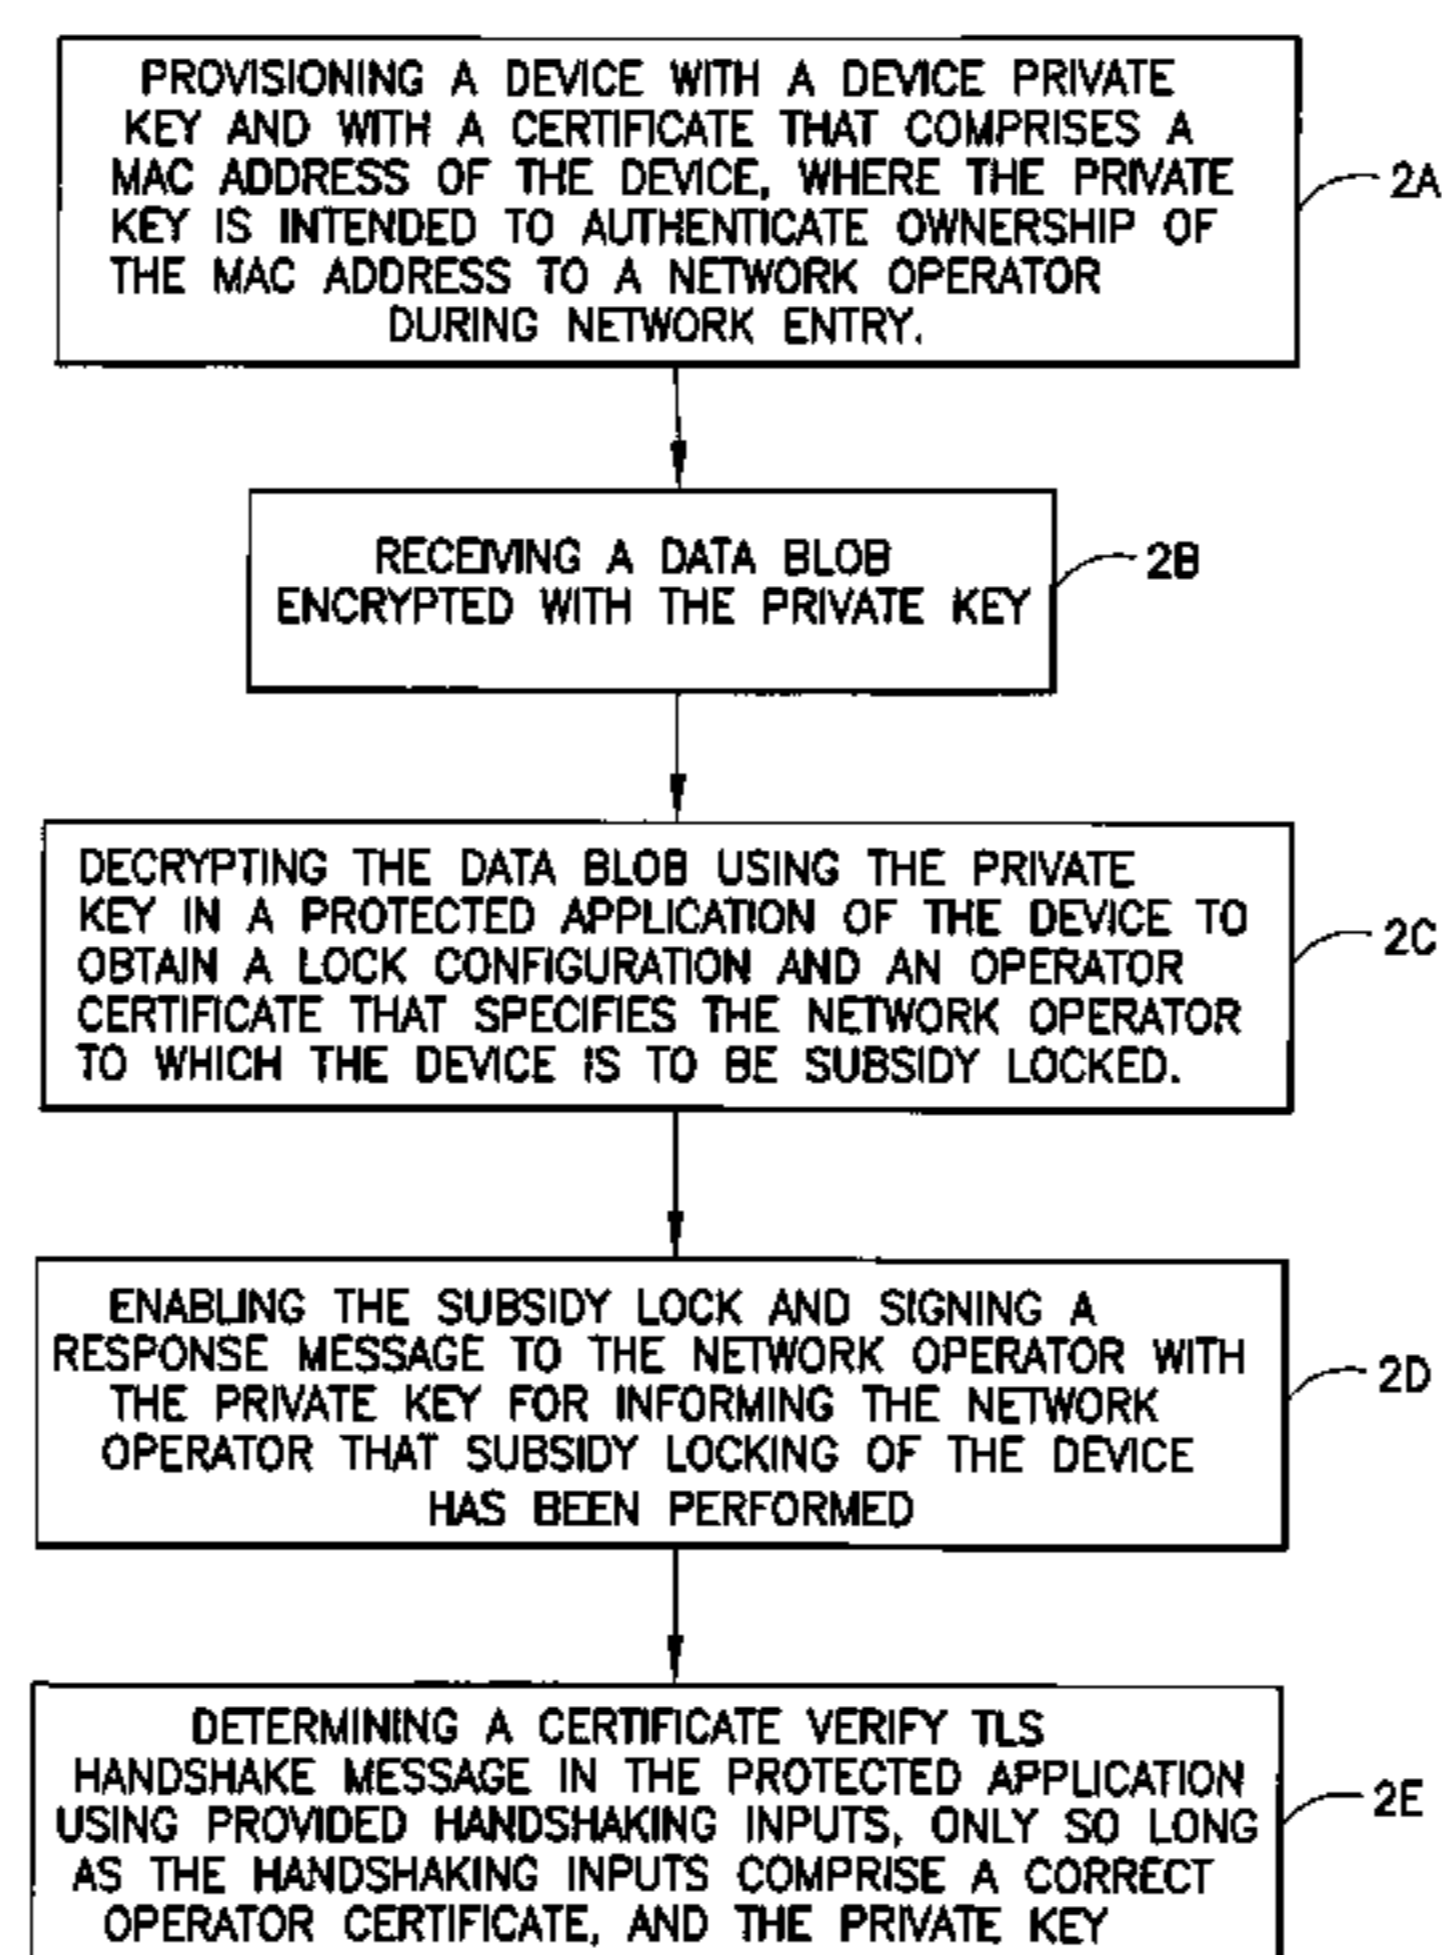 PROVISIONING A DEVICE WITH A DEVICE PRIVATE
KEY AND WITH A CERTIFICATE THAT COMPRISES A
MAC ADDRESS OF THE DEVICE, WHERE THE PRIVATE
KEY IS INTENDED TO AUTHENTICATE OWNERSHIP OF
THE MAC ADDRESS TO A NETWORK OPERATOR
DURING NETWORK ENTRY.
2A
RECEIVING A DATA BLOB
ENCRYPTED WITH THE PRIVATE KEY
2B
DECRYPTING THE DATA BLOB USING THE PRIVATE
KEY IN A PROTECTED APPLICATION OF THE DEVICE TO
OBTAIN A LOCK CONFIGURATION AND AN OPERATOR
CERTIFICATE THAT SPECIFIES THE NETWORK OPERATOR
TO WHICH THE DEVICE IS TO BE SUBSIDY LOCKED.
2C
ENABLING THE SUBSIDY LOCK AND SIGNING A
RESPONSE MESSAGE TO THE NETWORK OPERATOR WITH
THE PRIVATE KEY FOR INFORMING THE NETWORK
OPERATOR THAT SUBSIDY LOCKING OF THE DEVICE
HAS BEEN PERFORMED
2D
DETERMINING A CERTIFICATE VERIFY TLS
HANDSHAKE MESSAGE IN THE PROTECTED APPLICATION
USING PROVIDED HANDSHAKING INPUTS, ONLY SO LONG
AS THE HANDSHAKING INPUTS COMPRISE A CORRECT
OPERATOR CERTIFICATE, AND THE PRIVATE KEY
2E